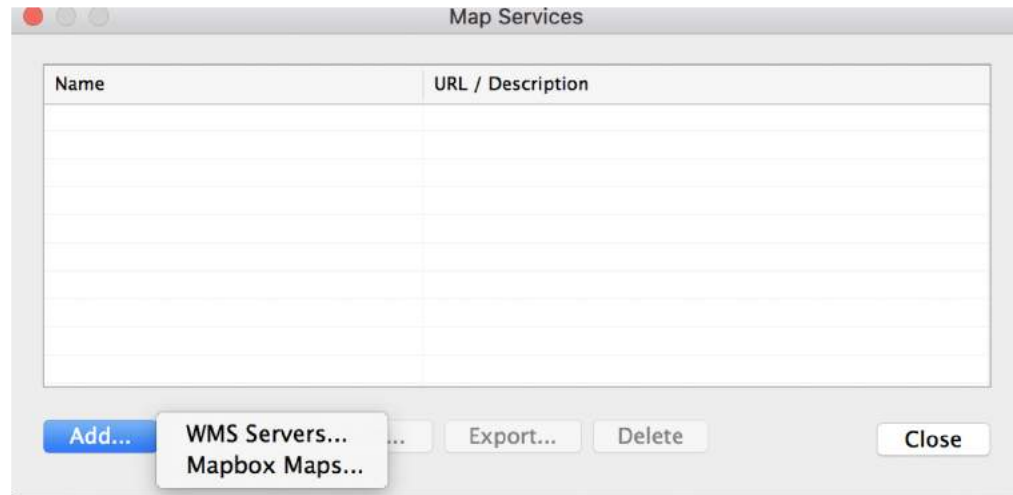 Map Services
Name URL / Description
Add... WMS Servers... ... Export... Delete Close
Mapbox Maps...